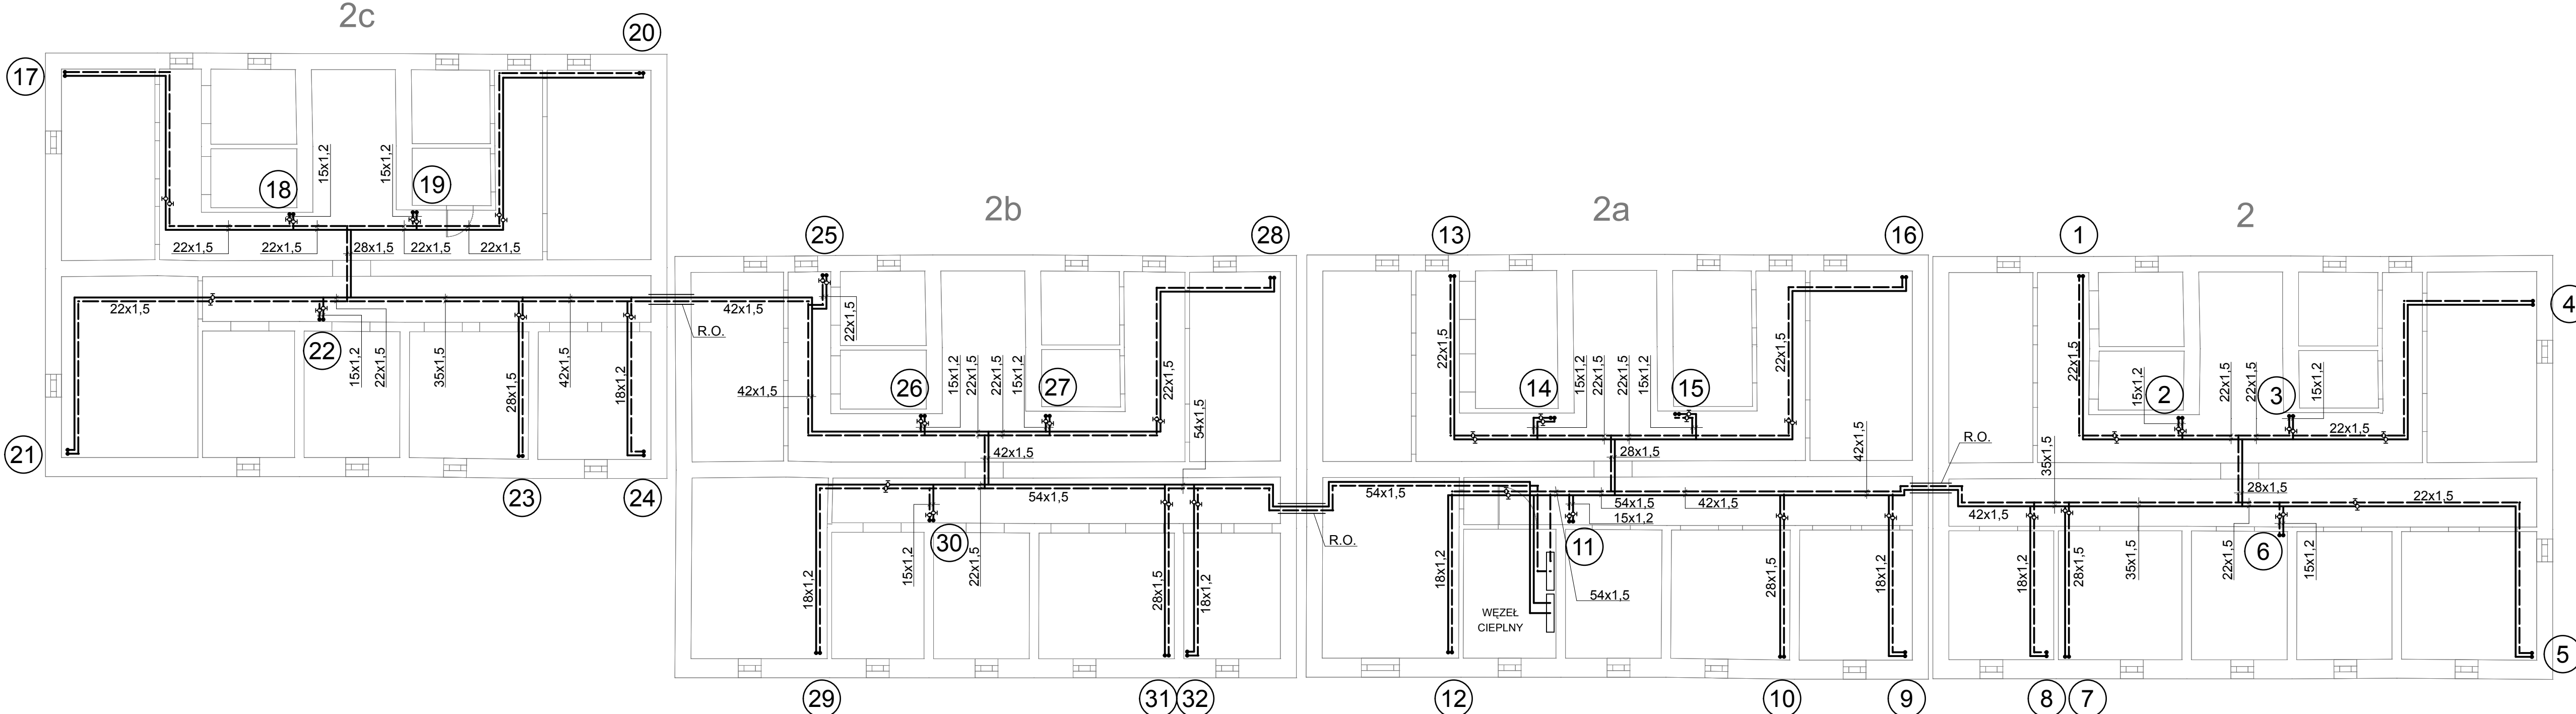 2c
20
17
15x1,2
15x1,2
18
19
22x1,5
22x1,5
28x1,5
22x1,5
22x1,5
22x1,5
42x1,5
R.O.
22
15x1,2
22x1,5
35x1,5
28x1,5
42x1,5
18x1,2
21
23
24
2b
25
28
22x1,5
42x1,5
26
15x1,2
22x1,5
22x1,5
15x1,2
27
22x1,5
54x1,5
42x1,5
54x1,5
15x1,2
30
22x1,5
18x1,2
28x1,5
18x1,2
R.O.
29
31
32
2a
13
16
22x1,5
14
15x1,2
22x1,5
22x1,5
15x1,2
15
22x1,5
42x1,5
28x1,5
54x1,5
54x1,5
42x1,5
15x1,2
11
18x1,2
54x1,5
28x1,5
18x1,2
WĘZEŁ
CIEPLNY
R.O.
12
10
9
2
1
4
22x1,5
15x1,2
2
22x1,5
22x1,5
3
15x1,2
22x1,5
35x1,5
28x1,5
22x1,5
42x1,5
18x1,2
28x1,5
35x1,5
22x1,5
6
15x1,2
5
8
7